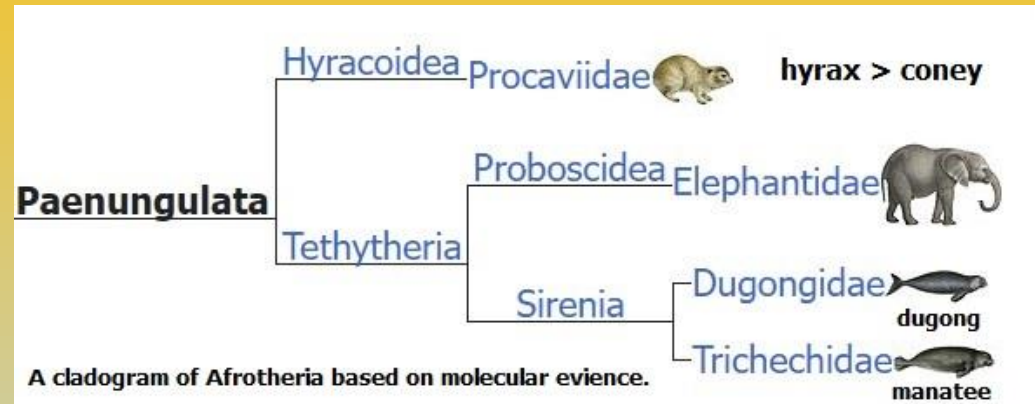 Hyracoidea Procaviidae hyrax > coney
Proboscidea Elephantidae
Paenungulata
Tethytheria
Sirenia Dugongidae
dugong
Trichechidae
A cladogram of Afrotheria based on molecular evience.
manatee